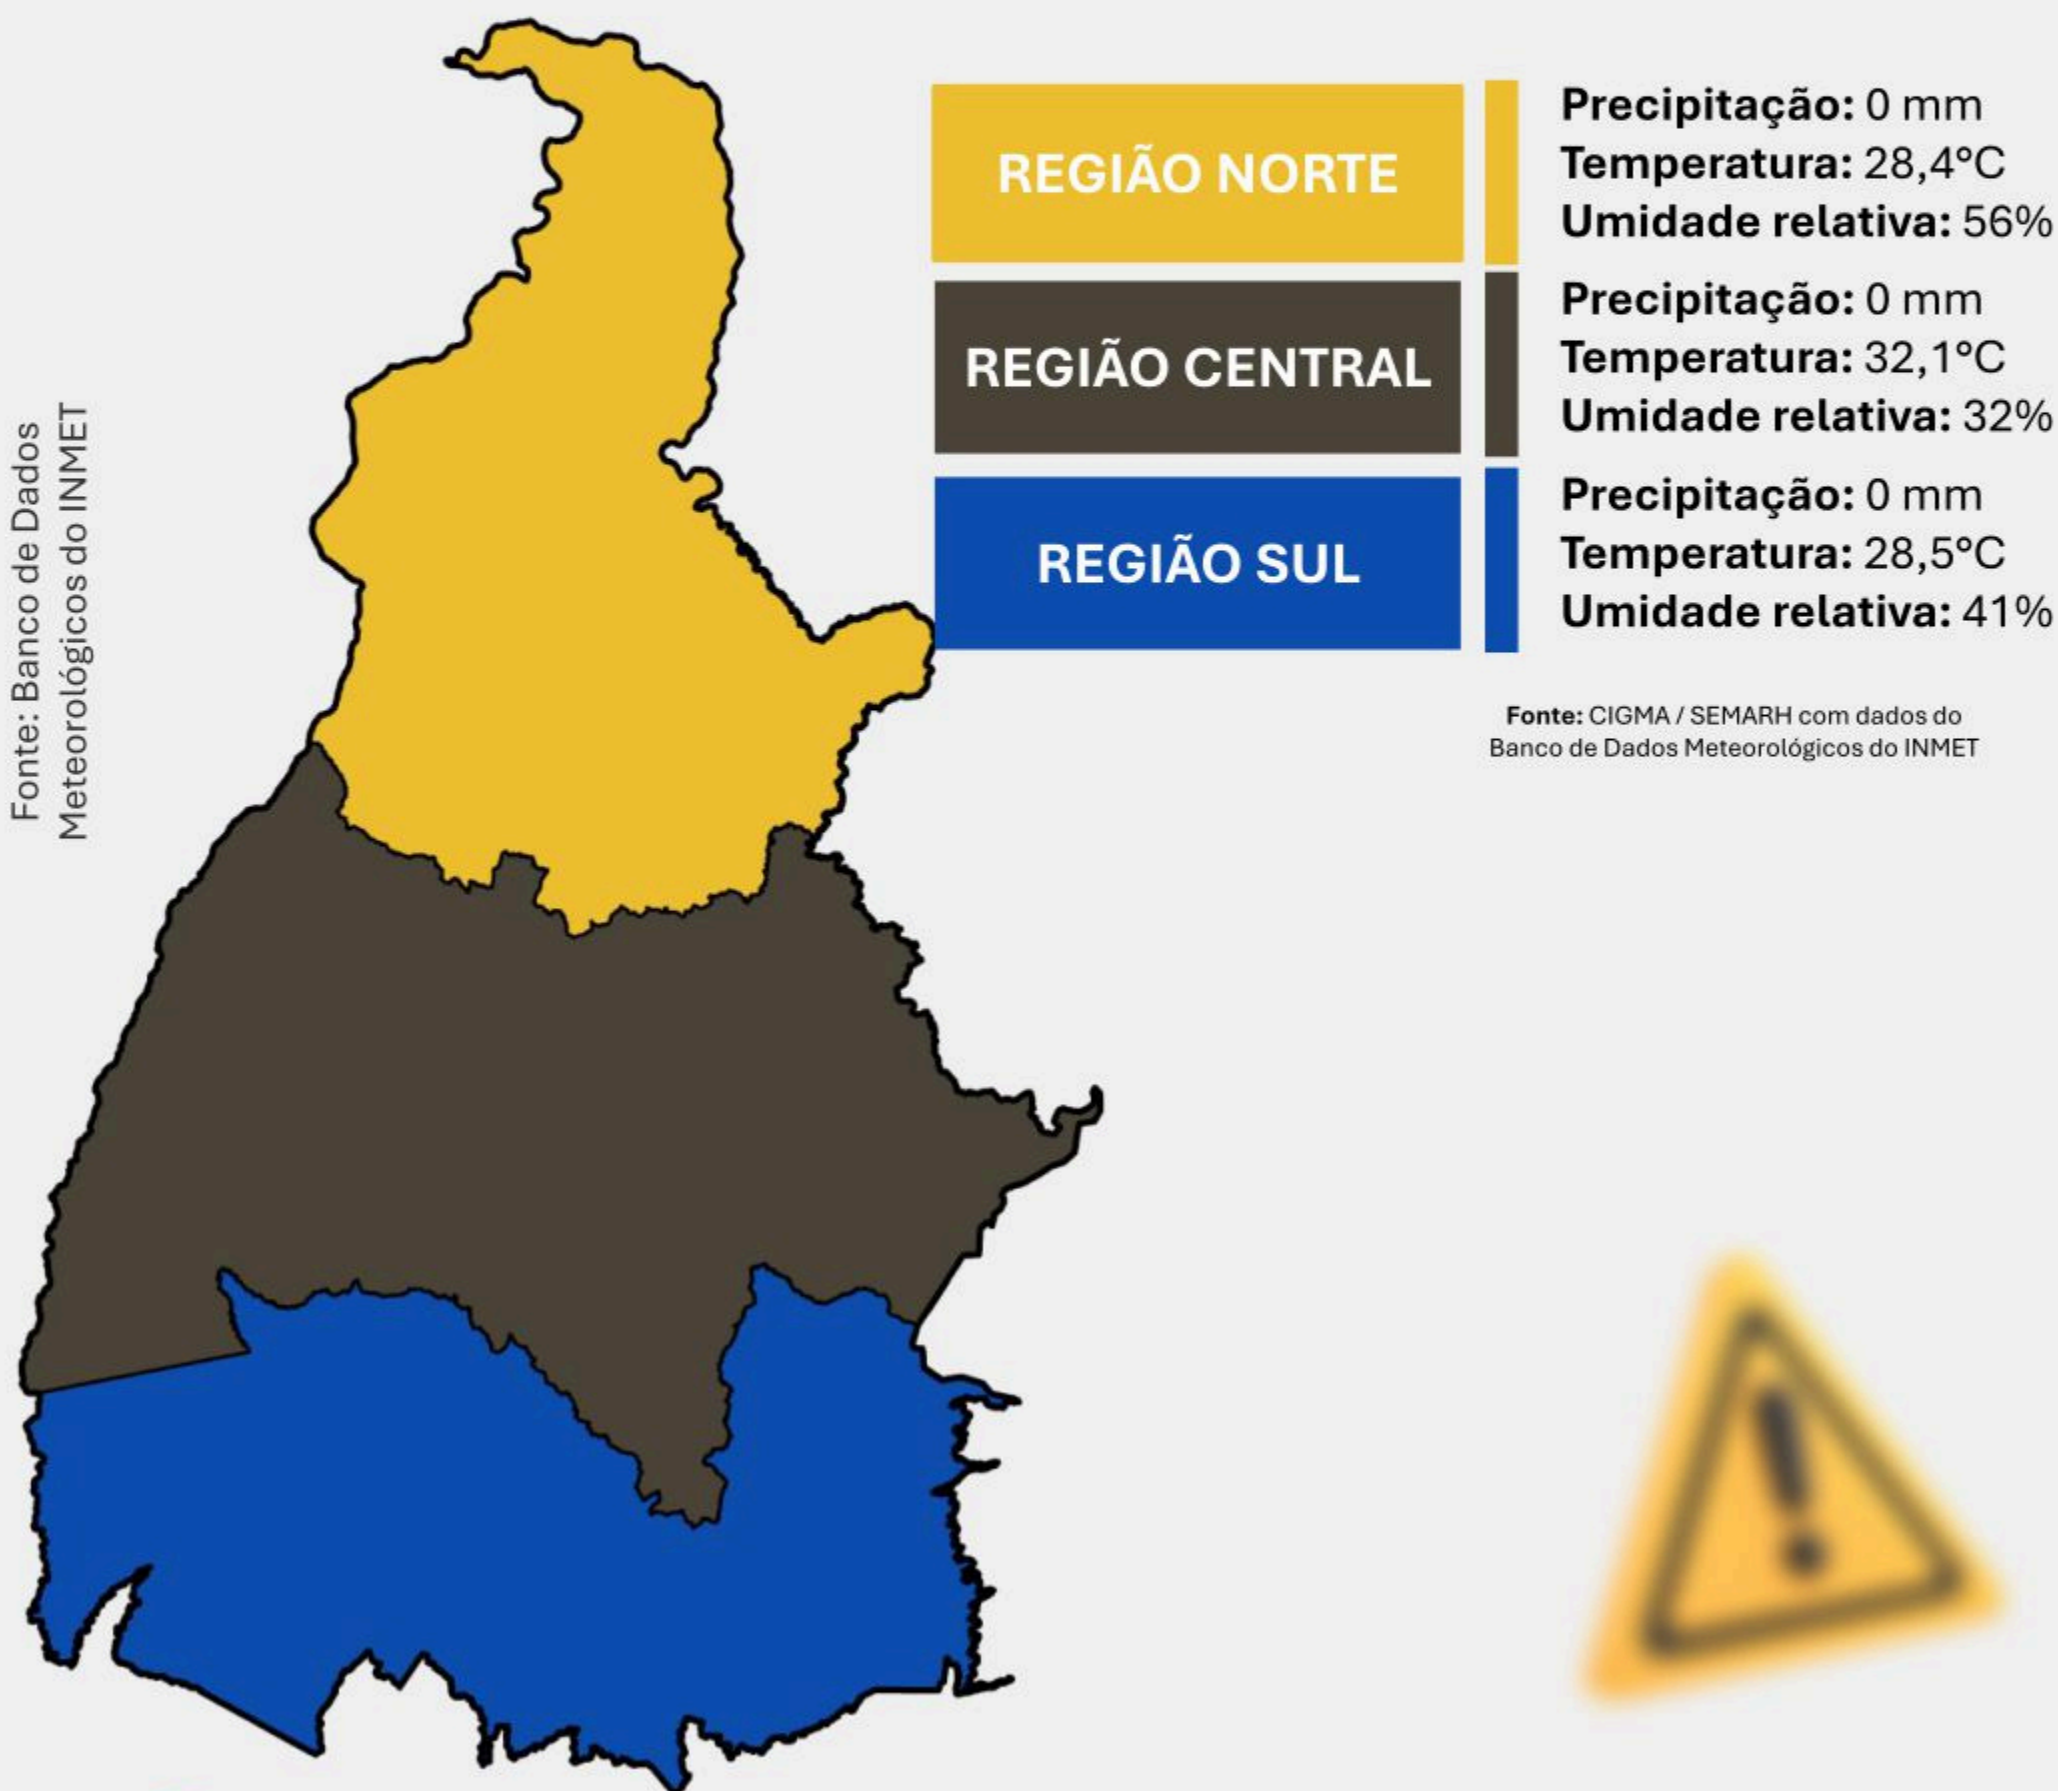 REGIÃO NORTE
Precipitação: 0 mm
Temperatura: 28,4°C
Umidade relativa: 56%
REGIÃO CENTRAL
Precipitação: 0 mm
Temperatura: 32,1°C
Umidade relativa: 32%
REGIÃO SUL
Precipitação: 0 mm
Temperatura: 28,5°C
Umidade relativa: 41%
Fonte: CIGMA / SEMARH com dados do
Banco de Dados Meteorológicos do INMET
Fonte: Banco de Dados
Meteorológicos do INMET